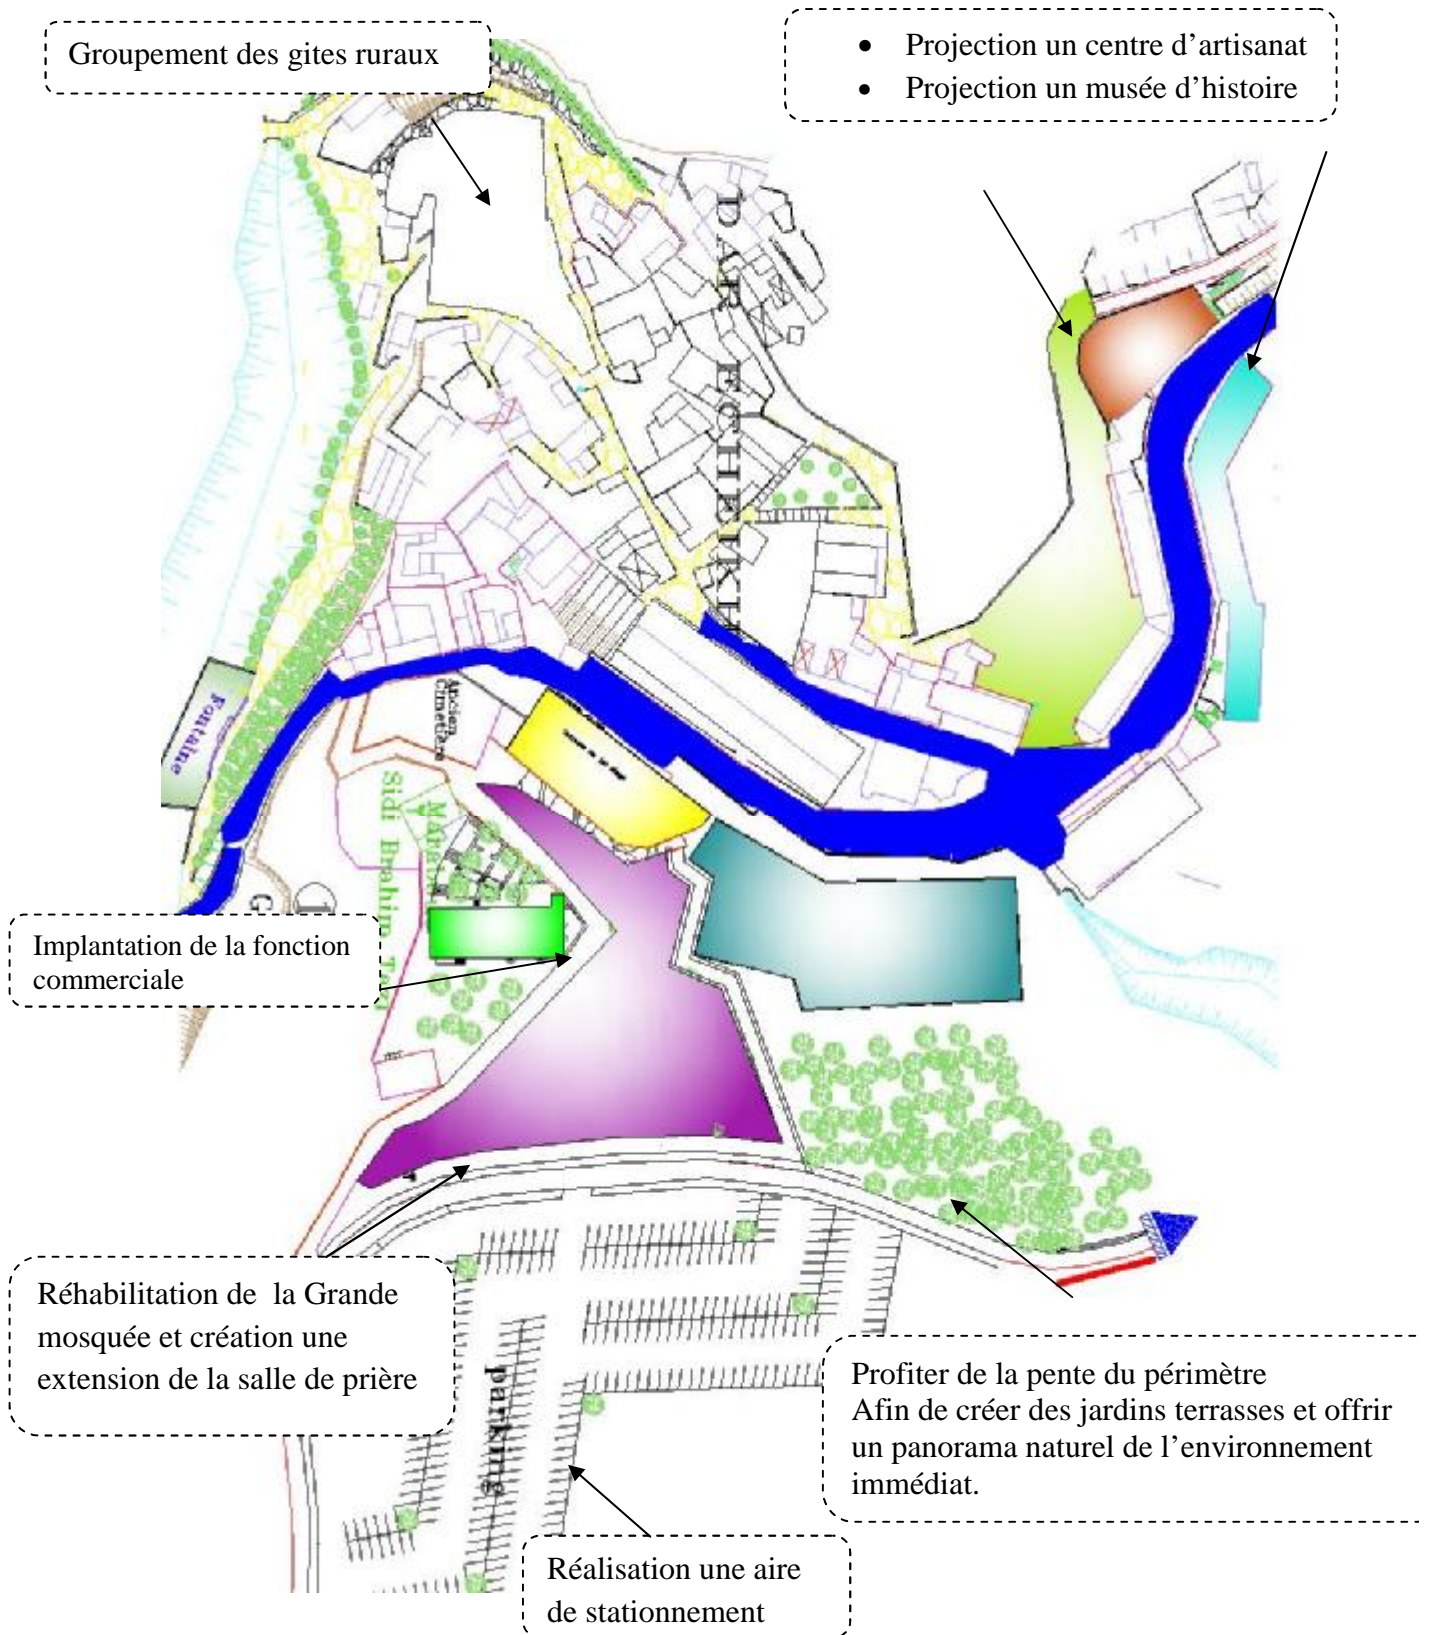 Groupement des gites ruraux
• Projection un centre d’artisanat
• Projection un musée d’histoire
DAR ECHEIKH
Fontaine
Ancien
Cimetière
Sidi Brahim
1
G
Implantation de la fonction
commerciale
Réhabilitation de la Grande
mosquée et création une
extension de la salle de prière
parking
Profiter de la pente du périmètre
Afin de créer des jardins terrasses et offrir
un panorama naturel de l’environnement
immédiat.
Réalisation une aire
de stationnement